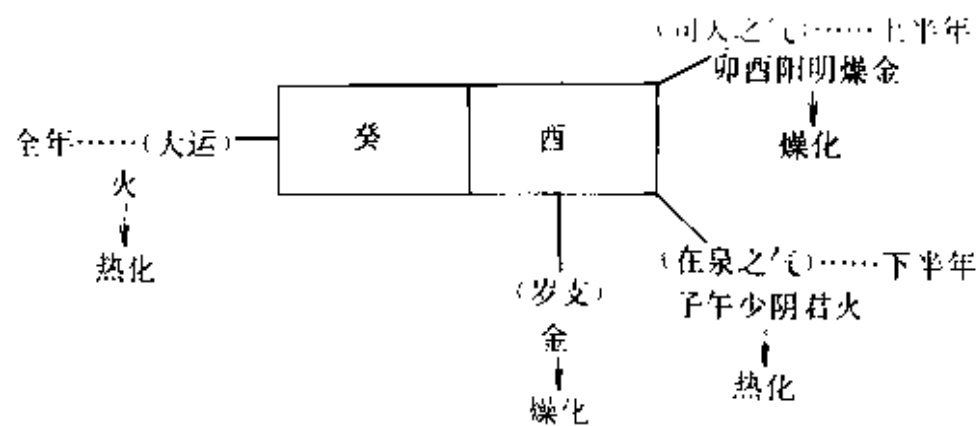 (司天之气)……上半年
卯酉阳明燥金
燥化
全年……(大运)
火
热化
癸
酉
(岁支)
金
燥化
(在泉之气)……下半年
子午少阴君火
热化